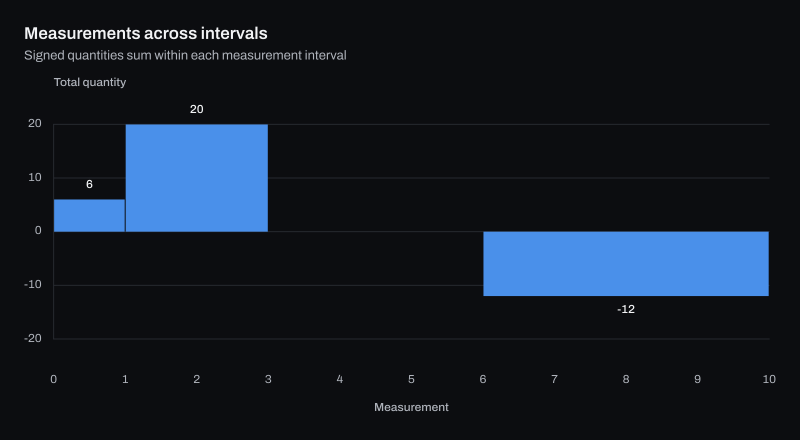 Measurements across intervals
Signed quantities sum within each measurement interval
Total quantity
20
20
10
6
0
-10
-12
-20
0 1 2 3 4 5 6 7 8 9 10
Measurement